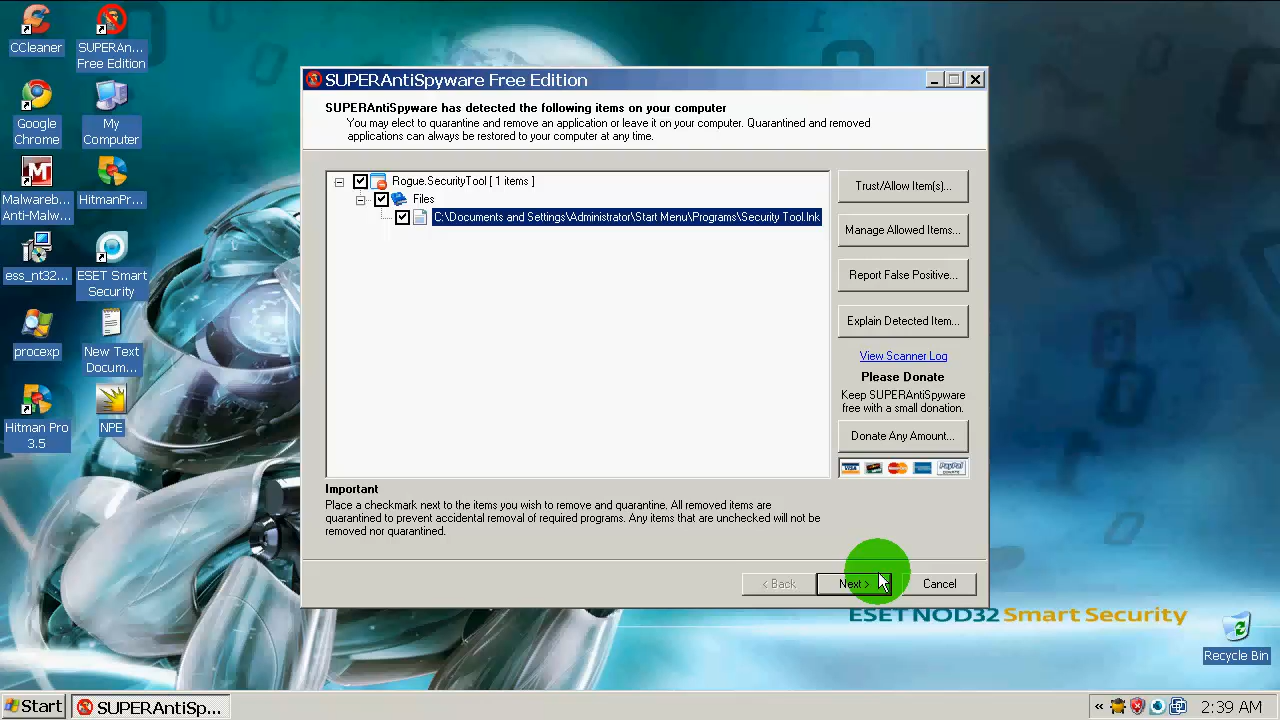 CCleaner
SUPERAn...
Free Edition
Google
Chrome
My
Computer
Malwareb...
Anti-Malw...
HitmanPr...
ess_nt32...
ESET Smart
Security
procexp
New Text
Docum...
Hitman Pro
3.5
NPE
SUPERAntiSpyware Free Edition
SUPERAntiSpyware has detected the following items on your computer
You may elect to quarantine and remove an application or leave it on your computer. Quarantined and removed
applications can always be restored to your computer at any time.
Rogue.SecurityTool [ 1 items ]
Files
C:\Documents and Settings\Administrator\Start Menu\Programs\Security Tool.lnk
Trust/Allow Item(s)...
Manage Allowed Items...
Report False Positive...
Explain Detected Item...
View Scanner Log
Please Donate
Keep SUPERAntiSpyware
free with a small donation.
Donate Any Amount...
VISA
PayPal
Important
Place a checkmark next to the items you wish to remove and quarantine. All removed items are
quarantined to prevent accidental removal of required programs. Any items that are unchecked will not be
removed nor quarantined.
< Back
Next >
Cancel
ESET NOD32 Smart Security
Recycle Bin
Start
SUPERAntiSp...
«
2:39 AM